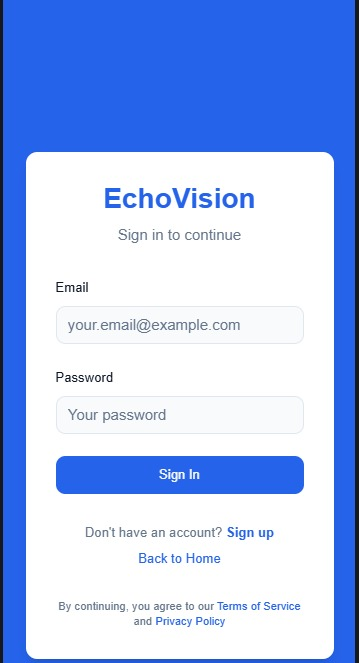 EchoVision
Sign in to continue
Email
your.email@example.com
Password
Your password
Sign In
Don't have an account? Sign up
Back to Home
By continuing, you agree to our Terms of Service
and Privacy Policy